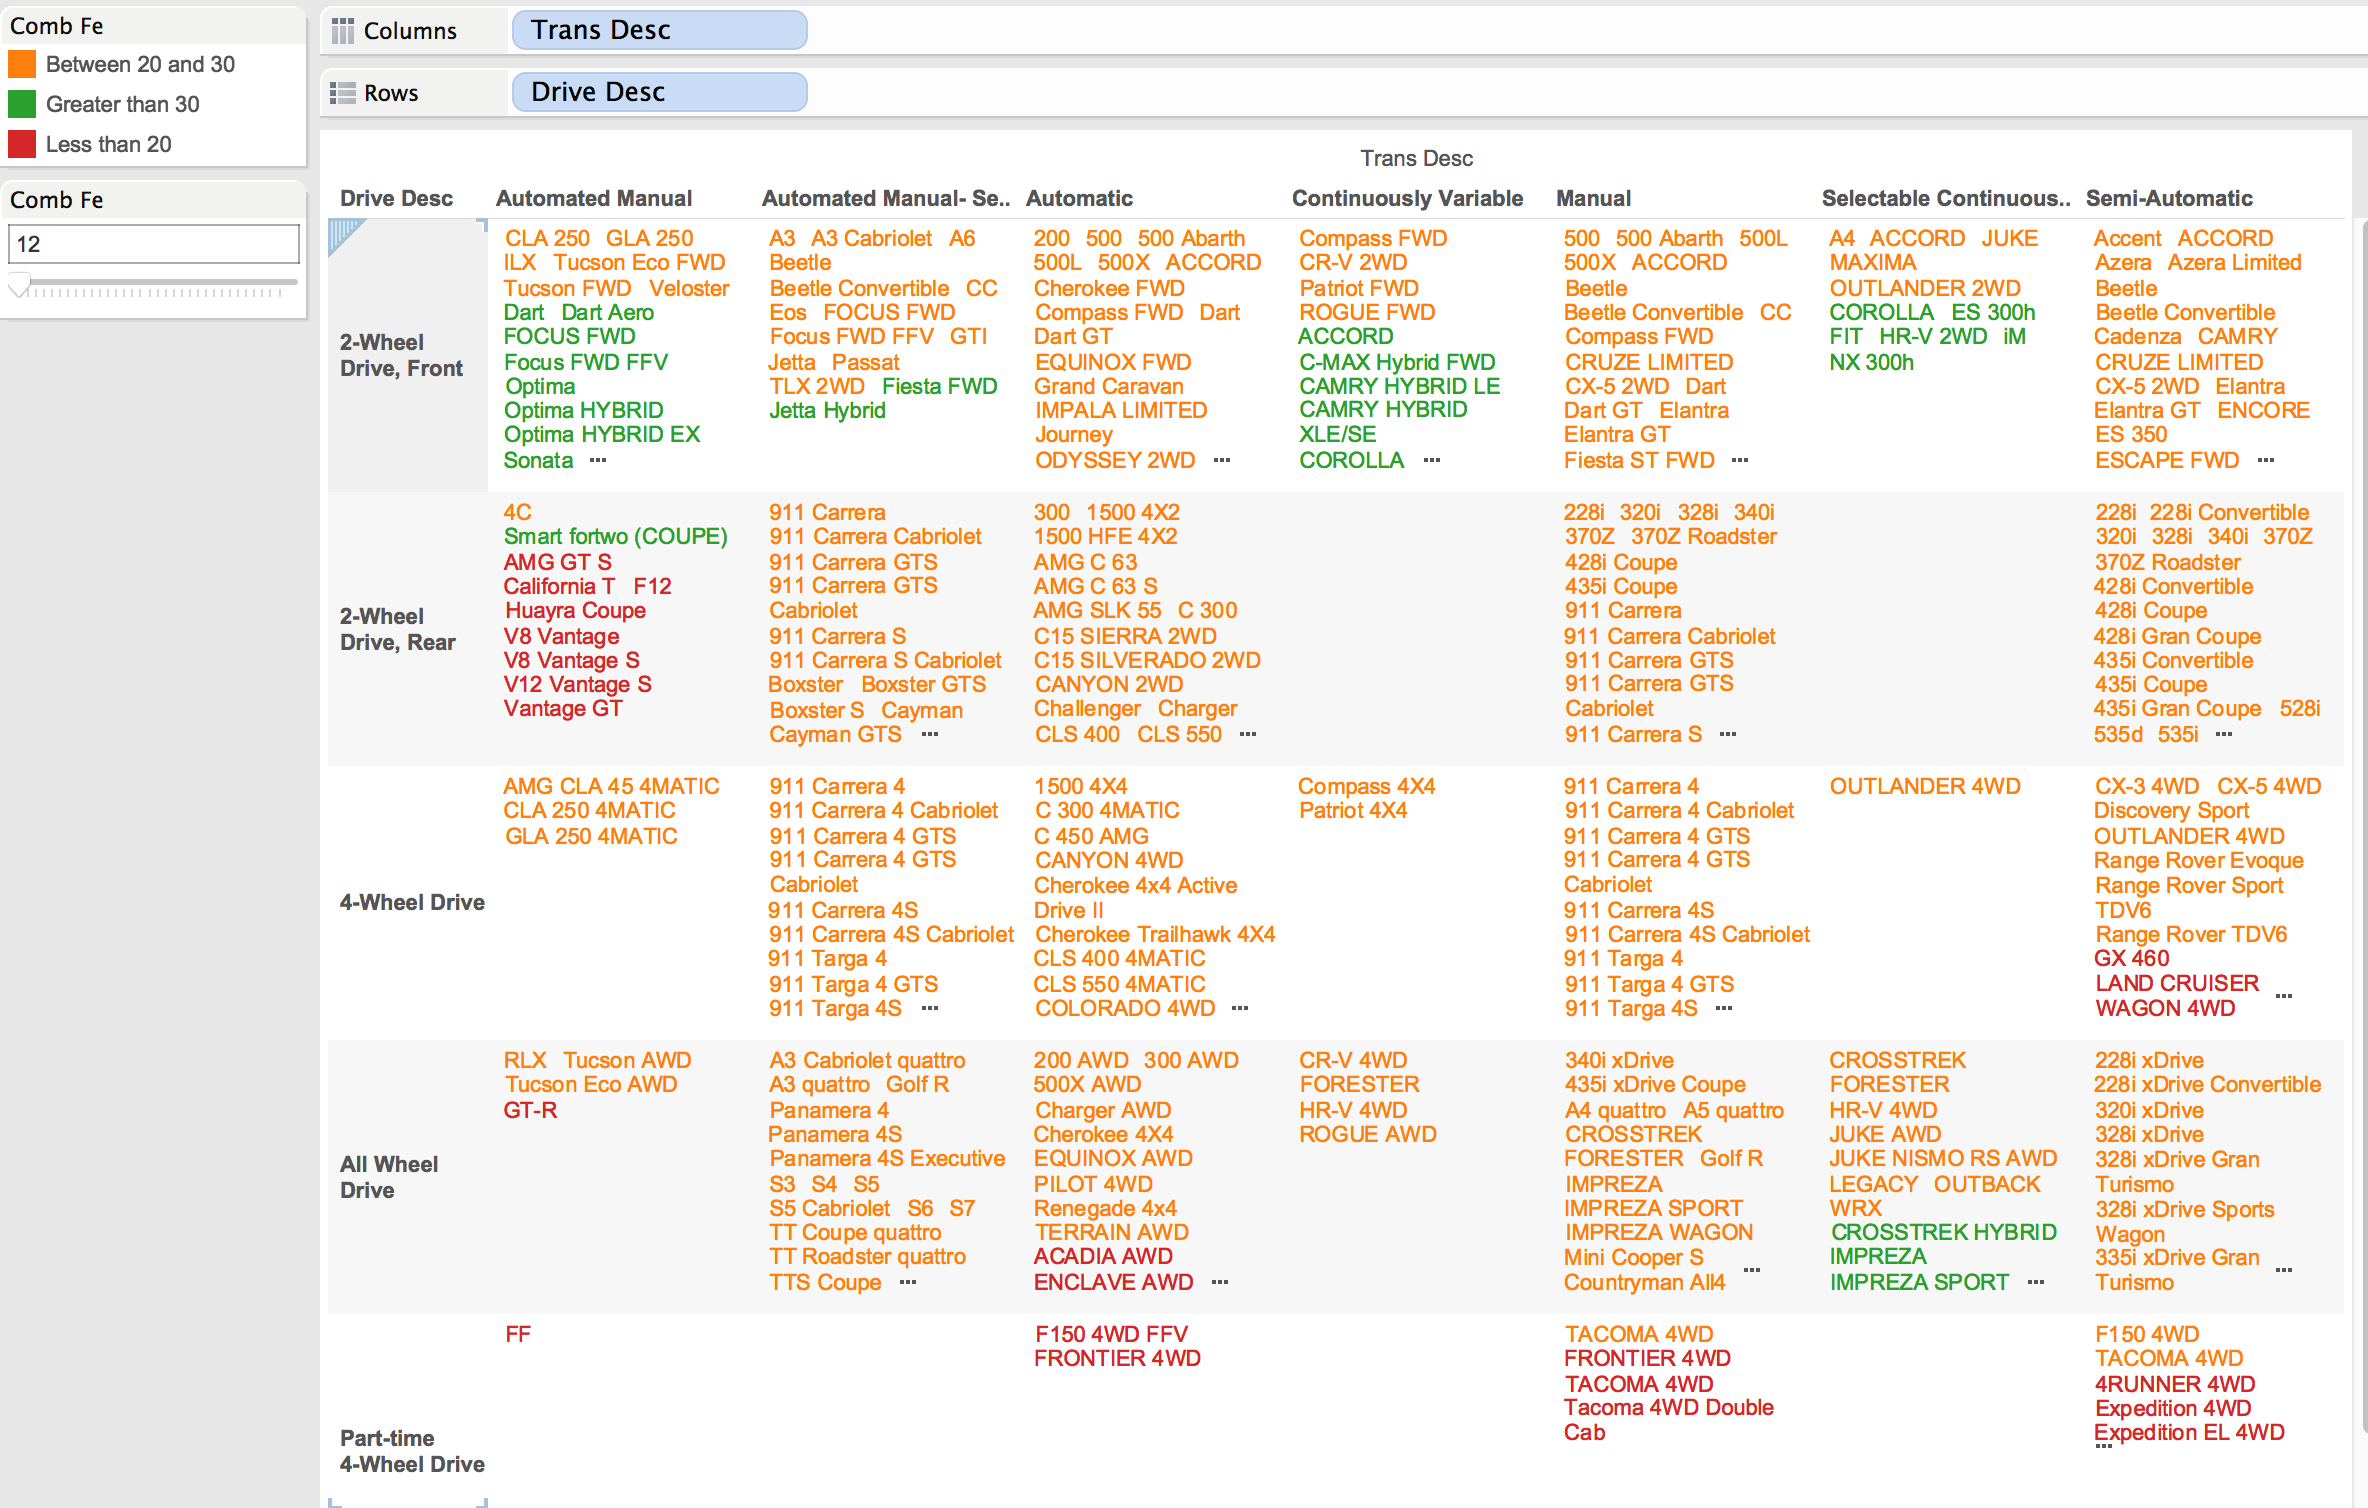 Comb Fe
Between 20 and 30
Greater than 30
Less than 20
Comb Fe
12
Columns
Trans Desc
Rows
Drive Desc
Trans Desc
Drive Desc
Automated Manual
Automated Manual- Se..
Automatic
Continuously Variable
Manual
Selectable Continuous..
Semi-Automatic
2-Wheel
Drive, Front
CLA 250 GLA 250
ILX Tucson Eco FWD
Tucson FWD Veloster
Dart Dart Aero
FOCUS FWD
Focus FWD FFV
Optima
Optima HYBRID
Optima HYBRID EX
Sonata ...
A3 A3 Cabriolet A6
Beetle
Beetle Convertible CC
Eos FOCUS FWD
Focus FWD FFV GTI
Jetta Passat
TLX 2WD Fiesta FWD
Jetta Hybrid
200 500 500 Abarth
500L 500X ACCORD
Cherokee FWD
Compass FWD Dart
Dart GT
EQUINOX FWD
Grand Caravan
IMPALA LIMITED
Journey
ODYSSEY 2WD ...
Compass FWD
CR-V 2WD
Patriot FWD
ROGUE FWD
ACCORD
C-MAX Hybrid FWD
CAMRY HYBRID LE
CAMRY HYBRID
XLE/SE
COROLLA ...
500 500 Abarth 500L
500X ACCORD
Beetle
Beetle Convertible CC
Compass FWD
CRUZE LIMITED
CX-5 2WD Dart
Dart GT Elantra
Elantra GT
Fiesta ST FWD ...
A4 ACCORD JUKE
MAXIMA
OUTLANDER 2WD
COROLLA ES 300h
FIT HR-V 2WD iM
NX 300h
Accent ACCORD
Azera Azera Limited
Beetle
Beetle Convertible
Cadenza CAMRY
CRUZE LIMITED
CX-5 2WD Elantra
Elantra GT ENCORE
ES 350
ESCAPE FWD ...
2-Wheel
Drive, Rear
4C
Smart fortwo (COUPE)
AMG GT S
California T F12
Huayra Coupe
V8 Vantage
V8 Vantage S
V12 Vantage S
Vantage GT
911 Carrera
911 Carrera Cabriolet
911 Carrera GTS
911 Carrera GTS
Cabriolet
911 Carrera S
911 Carrera S Cabriolet
Boxster Boxster GTS
Boxster S Cayman
Cayman GTS ...
300 1500 4X2
1500 HFE 4X2
AMG C 63
AMG C 63 S
AMG SLK 55 C 300
C15 SIERRA 2WD
C15 SILVERADO 2WD
CANYON 2WD
Challenger Charger
CLS 400 CLS 550 ...
228i 320i 328i 340i
370Z 370Z Roadster
428i Coupe
435i Coupe
911 Carrera
911 Carrera Cabriolet
911 Carrera GTS
911 Carrera GTS
Cabriolet
911 Carrera S ...
228i 228i Convertible
320i 328i 340i 370Z
370Z Roadster
428i Convertible
428i Coupe
428i Gran Coupe
435i Convertible
435i Coupe
435i Gran Coupe 528i
535d 535i ...
4-Wheel Drive
AMG CLA 45 4MATIC
CLA 250 4MATIC
GLA 250 4MATIC
911 Carrera 4
911 Carrera 4 Cabriolet
911 Carrera 4 GTS
911 Carrera 4 GTS
Cabriolet
911 Carrera 4S
911 Carrera 4S Cabriolet
911 Targa 4
911 Targa 4 GTS
911 Targa 4S ...
1500 4X4
C 300 4MATIC
C 450 AMG
CANYON 4WD
Cherokee 4x4 Active
Drive II
Cherokee Trailhawk 4X4
CLS 400 4MATIC
CLS 550 4MATIC
COLORADO 4WD ...
Compass 4X4
Patriot 4X4
911 Carrera 4
911 Carrera 4 Cabriolet
911 Carrera 4 GTS
911 Carrera 4 GTS
Cabriolet
911 Carrera 4S
911 Carrera 4S Cabriolet
911 Targa 4
911 Targa 4 GTS
911 Targa 4S ...
OUTLANDER 4WD
CX-3 4WD CX-5 4WD
Discovery Sport
OUTLANDER 4WD
Range Rover Evoque
Range Rover Sport
TDV6
Range Rover TDV6
GX 460
LAND CRUISER
WAGON 4WD ...
All Wheel
Drive
RLX Tucson AWD
Tucson Eco AWD
GT-R
A3 Cabriolet quattro
A3 quattro Golf R
Panamera 4
Panamera 4S
Panamera 4S Executive
S3 S4 S5
S5 Cabriolet S6 S7
TT Coupe quattro
TT Roadster quattro
TTS Coupe ...
200 AWD 300 AWD
500X AWD
Charger AWD
Cherokee 4X4
EQUINOX AWD
PILOT 4WD
Renegade 4x4
TERRAIN AWD
ACADIA AWD
ENCLAVE AWD ...
CR-V 4WD
FORESTER
HR-V 4WD
ROGUE AWD
340i xDrive
435i xDrive Coupe
A4 quattro A5 quattro
CROSSTREK
FORESTER Golf R
IMPREZA
IMPREZA SPORT
IMPREZA WAGON
Mini Cooper S
Countryman All4 ...
CROSSTREK
FORESTER
HR-V 4WD
JUKE AWD
JUKE NISMO RS AWD
LEGACY OUTBACK
WRX
CROSSTREK HYBRID
IMPREZA
IMPREZA SPORT ...
228i xDrive
228i xDrive Convertible
320i xDrive
328i xDrive
328i xDrive Gran
Turismo
328i xDrive Sports
Wagon
335i xDrive Gran
Turismo ...
Part-time
4-Wheel Drive
FF
F150 4WD FFV
FRONTIER 4WD
TACOMA 4WD
FRONTIER 4WD
TACOMA 4WD
Tacoma 4WD Double
Cab
F150 4WD
TACOMA 4WD
4RUNNER 4WD
Expedition 4WD
Expedition EL 4WD
...